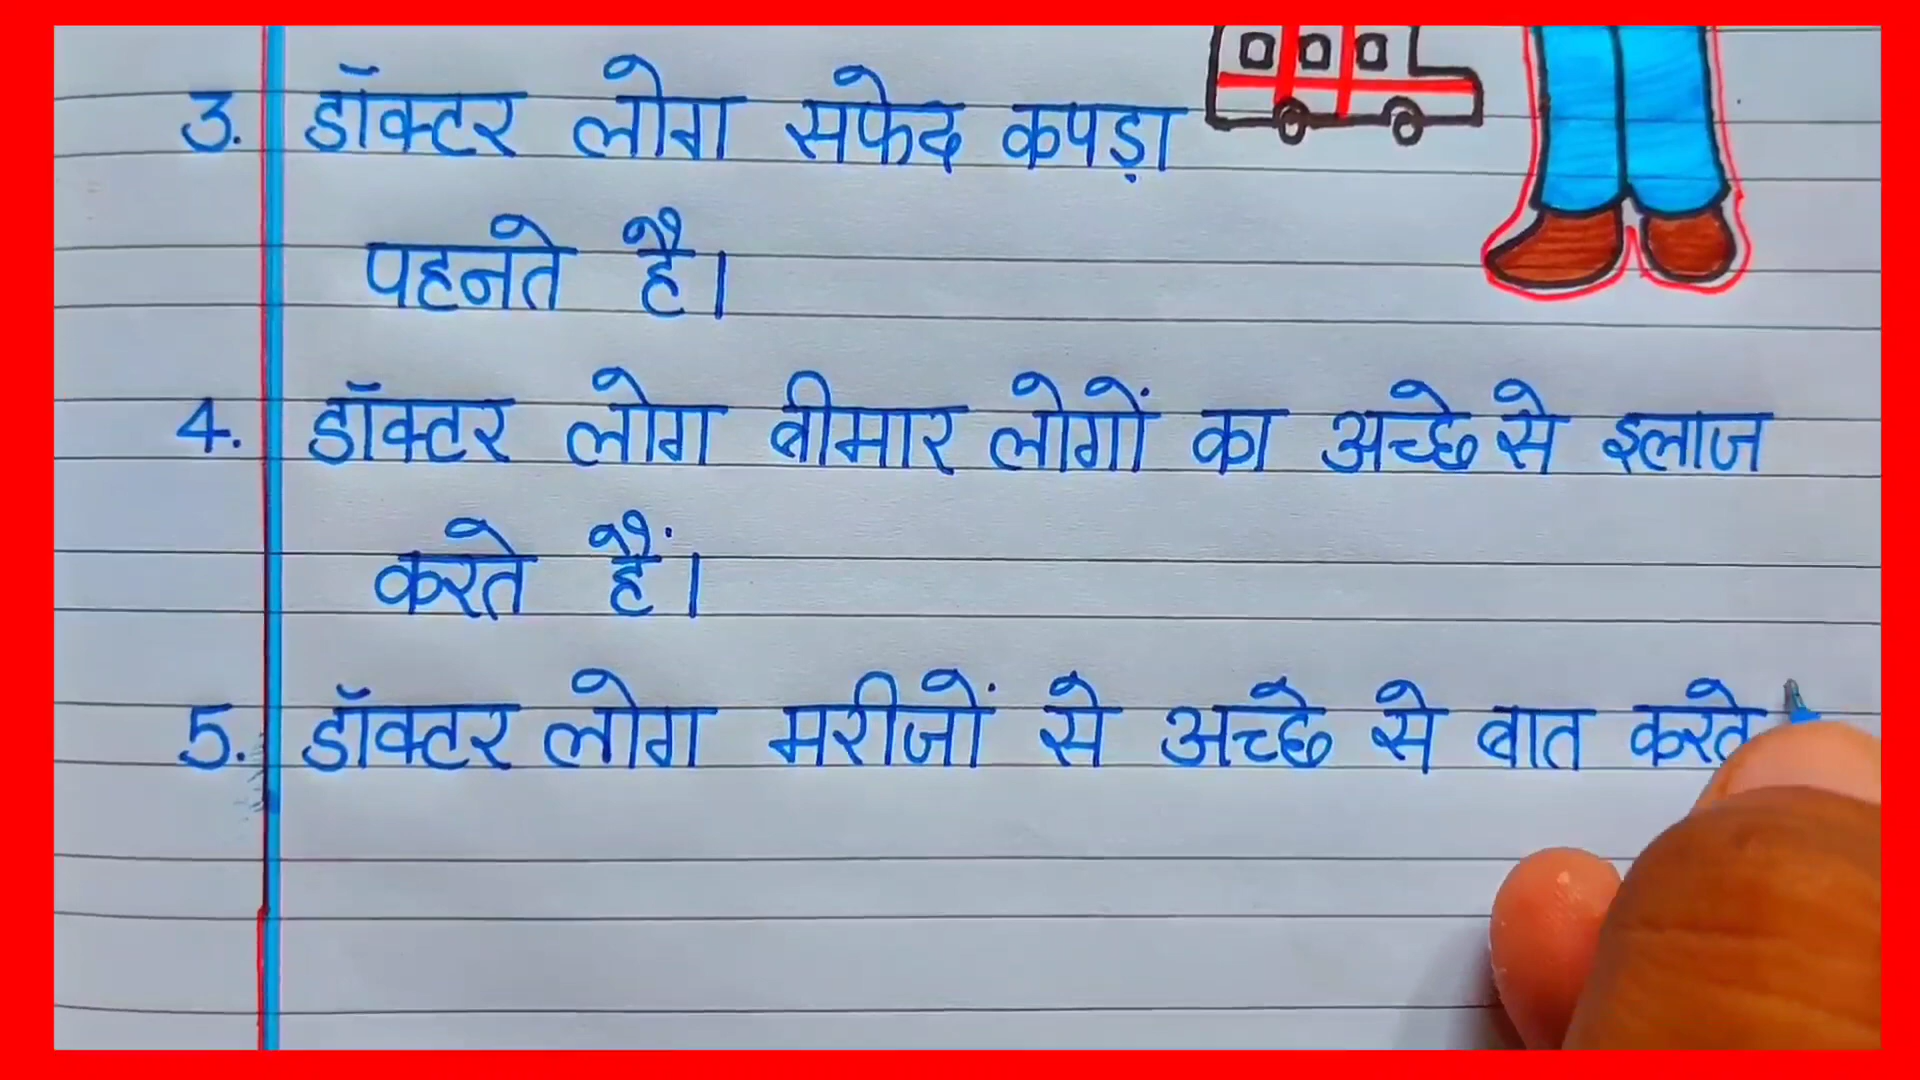 3. डॉक्टर लोग सफेद कपड़ा
पहनते है।
4. डॉक्टर लोग बीमार लोगों का अच्छे से इलाज
करते हैं।
5. डॉक्टर लोग मरीजों से अच्छे से बात करते